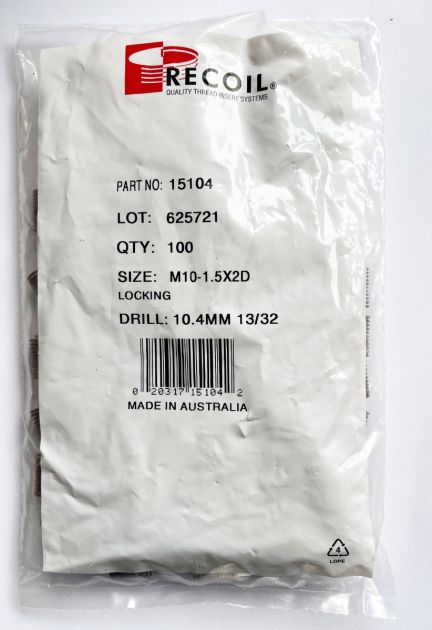 RECOIL®
QUALITY THREAD INSERT SYSTEMS
PART NO: 15104
LOT: 625721
QTY: 100
SIZE: M10-1.5X2D
LOCKING
DRILL: 10.4MM 13/32
0 20317 15104 2
MADE IN AUSTRALIA
4
LDPE